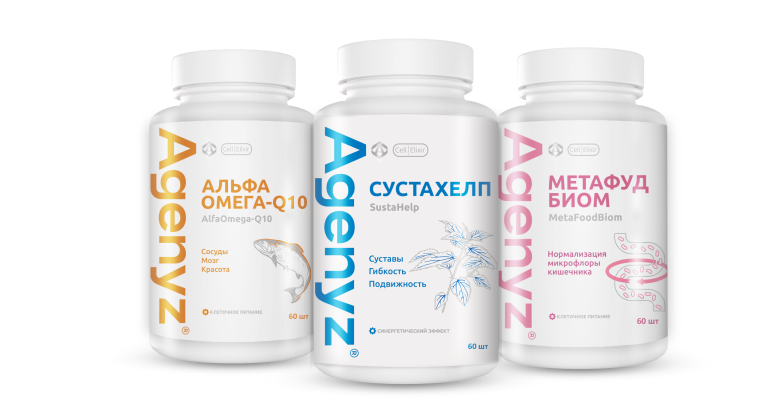 Agenyz
Cell|Elixir
АЛЬФА
ОМЕГА-Q10
AlfaOmega-Q10
Сосуды
Мозг
Красота
КЛЕТОЧНОЕ ПИТАНИЕ
60 шт
Agenyz
Cell|Elixir
СУСТАХЕЛП
SustaHelp
Суставы
Гибкость
Подвижность
СИНЕРГЕТИЧЕСКИЙ ЭФФЕКТ
60 шт
Agenyz
Cell|Elixir
МЕТАФУД
БИОМ
MetaFoodBiom
Нормализация
микрофлоры
кишечника
КЛЕТОЧНОЕ ПИТАНИЕ
60 шт